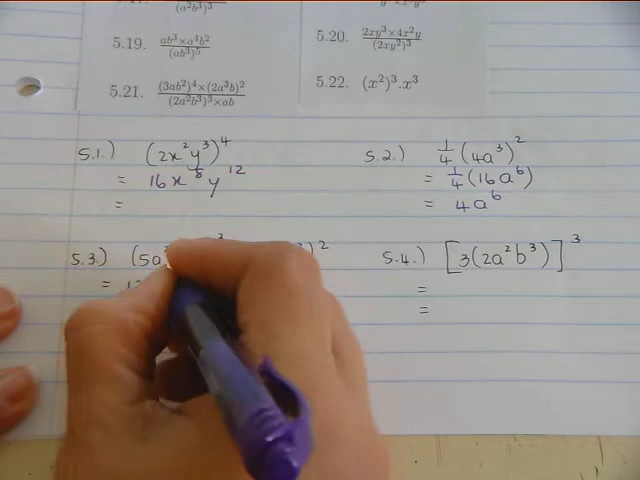 (a²b³)³
5.19. ab³×a⁴b² / (ab³)⁵
5.20. 2xy³×4x²y / (2xy²)³
5.21. (3ab²)⁴×(2a³b)² / (2a²b³)³×ab
5.22. (x²)³.x³
5.1.) (2x²y³)⁴
= 16x⁸y¹²
=
5.2.) ¼(4a³)²
= ¼(16a⁶)
= 4a⁶
5.3.) (5a
=
5.4.) [3(2a²b³)]³
=
=